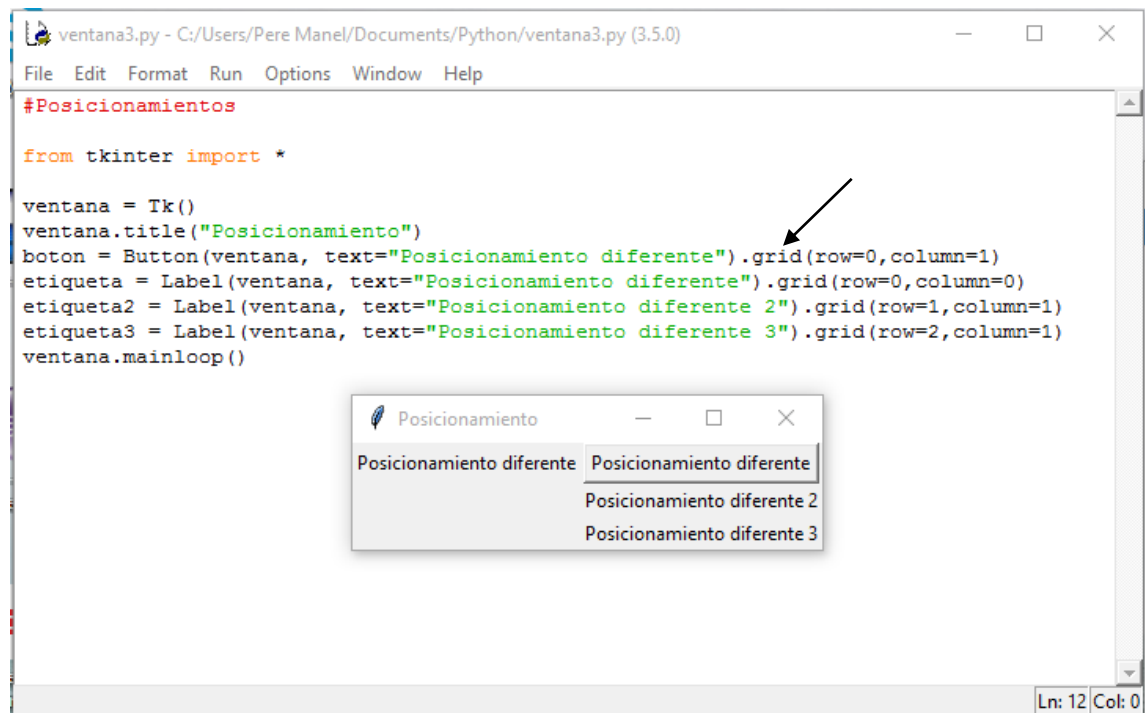 ventana3.py - C:/Users/Pere Manel/Documents/Python/ventana3.py (3.5.0)
File Edit Format Run Options Window Help
#Posicionamientos
from tkinter import *
ventana = Tk()
ventana.title("Posicionamiento")
boton = Button(ventana, text="Posicionamiento diferente").grid(row=0,column=1)
etiqueta = Label(ventana, text="Posicionamiento diferente").grid(row=0,column=0)
etiqueta2 = Label(ventana, text="Posicionamiento diferente 2").grid(row=1,column=1)
etiqueta3 = Label(ventana, text="Posicionamiento diferente 3").grid(row=2,column=1)
ventana.mainloop()
Posicionamiento
Posicionamiento diferente Posicionamiento diferente
Posicionamiento diferente 2
Posicionamiento diferente 3
Ln: 12 Col: 0